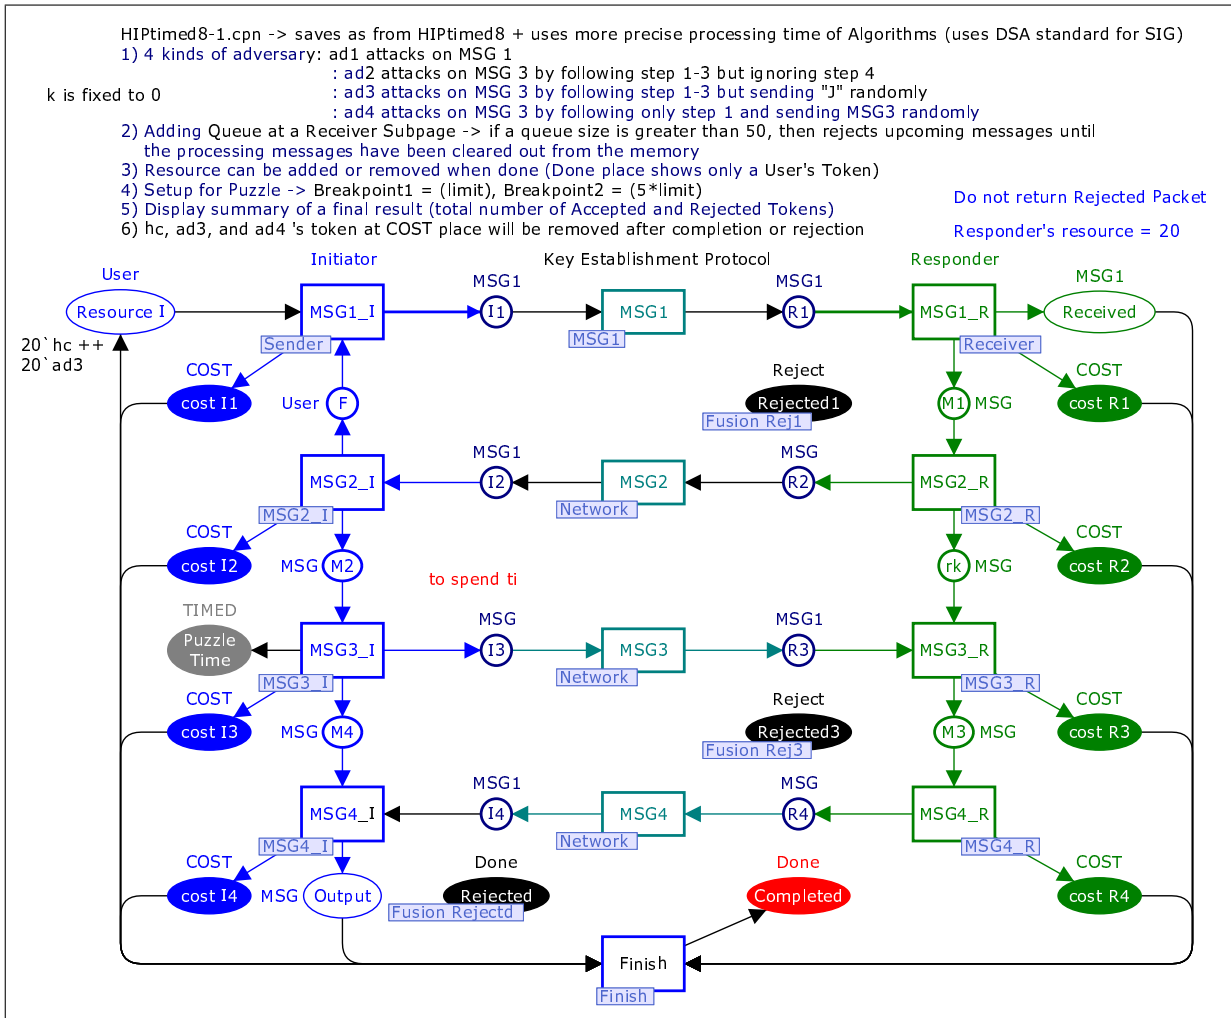 HIPtimed8-1.cpn -> saves as from HIPtimed8 + uses more precise processing time of Algorithms (uses DSA standard for SIG)
1) 4 kinds of adversary: ad1 attacks on MSG 1
: ad2 attacks on MSG 3 by following step 1-3 but ignoring step 4
k is fixed to 0
: ad3 attacks on MSG 3 by following step 1-3 but sending "J" randomly
: ad4 attacks on MSG 3 by following only step 1 and sending MSG3 randomly
2) Adding Queue at a Receiver Subpage -> if a queue size is greater than 50, then rejects upcoming messages until
the processing messages have been cleared out from the memory
3) Resource can be added or removed when done (Done place shows only a User's Token)
4) Setup for Puzzle -> Breakpoint1 = (limit), Breakpoint2 = (5*limit)
Do not return Rejected Packet
5) Display summary of a final result (total number of Accepted and Rejected Tokens)
6) hc, ad3, and ad4 's token at COST place will be removed after completion or rejection
Responder's resource = 20
User
Initiator
Key Establishment Protocol
Responder
MSG1
MSG1
MSG1
Resource I
MSG1_I
I1
MSG1
R1
MSG1_R
Received
Sender
MSG1
Receiver
20`hc ++
20`ad3
COST
Reject
COST
cost I1
User
F
Rejected1
M1
MSG
cost R1
Fusion Rej1
MSG1
MSG
MSG2_I
I2
MSG2
R2
MSG2_R
MSG2_I
Network
MSG2_R
COST
COST
cost I2
MSG
M2
to spend ti
rk
MSG
cost R2
TIMED
MSG
MSG1
Puzzle
Time
MSG3_I
I3
MSG3
R3
MSG3_R
MSG3_I
Network
MSG3_R
COST
Reject
COST
cost I3
MSG
M4
Rejected3
M3
MSG
cost R3
Fusion Rej3
MSG1
MSG
MSG4_I
I4
MSG4
R4
MSG4_R
MSG4_I
Network
MSG4_R
COST
Done
Done
COST
cost I4
MSG
Output
Rejected
Completed
cost R4
Fusion Rejectd
Finish
Finish